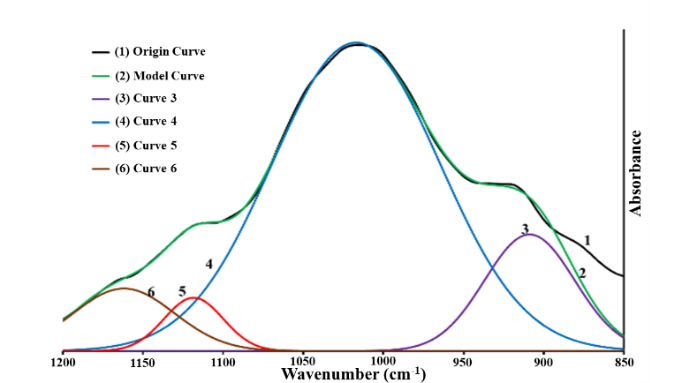 (1) Origin Curve
(2) Model Curve
(3) Curve 3
(4) Curve 4
(5) Curve 5
(6) Curve 6
Absorbance
3
1
4
2
6
5
1200 1150 1100 1050 1000 950 900 850
Wavenumber (cm⁻¹)